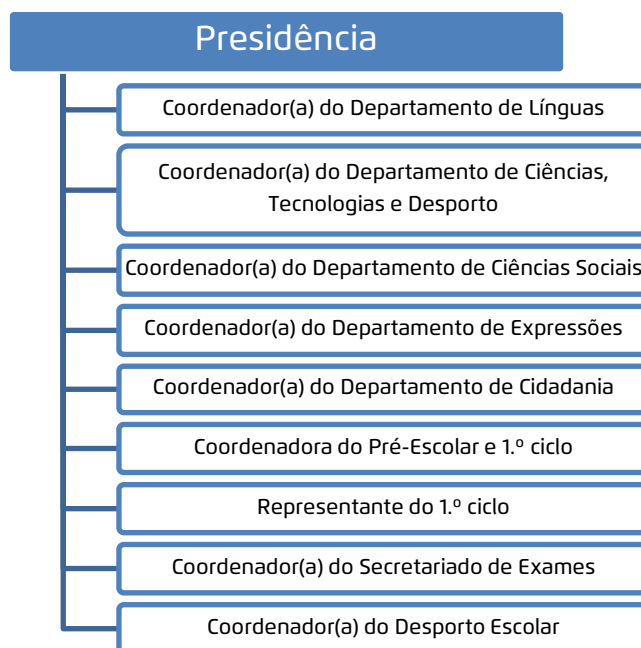 Presidência
Coordenador(a) do Departamento de Línguas
Coordenador(a) do Departamento de Ciências,
Tecnologias e Desporto
Coordenador(a) do Departamento de Ciências Sociais
Coordenador(a) do Departamento de Expressões
Coordenador(a) do Departamento de Cidadania
Coordenadora do Pré-Escolar e 1.º ciclo
Representante do 1.º ciclo
Coordenador(a) do Secretariado de Exames
Coordenador(a) do Desporto Escolar